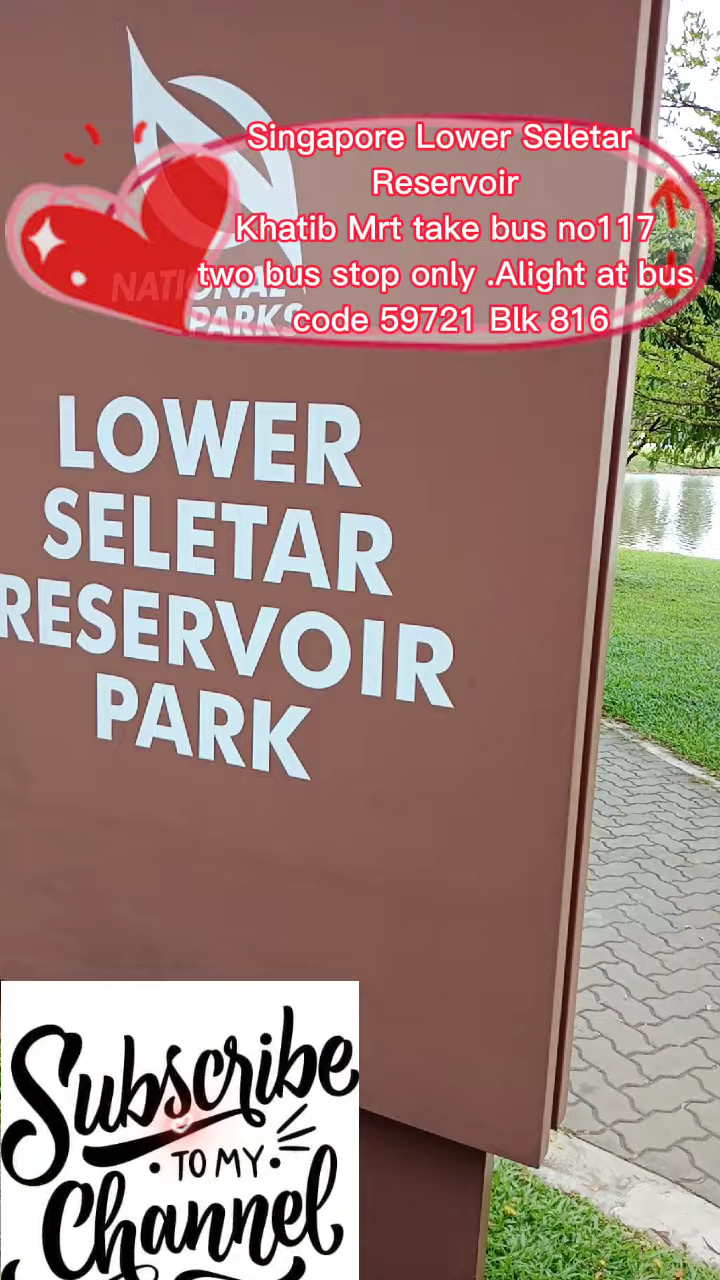 Singapore Lower Seletar
Reservoir
Khatib Mrt take bus no117
two bus stop only .Alight at bus
code 59721 Blk 816
NATIONAL
PARKS
LOWER
SELETAR
RESERVOIR
PARK
Subscribe
TO MY
Channel